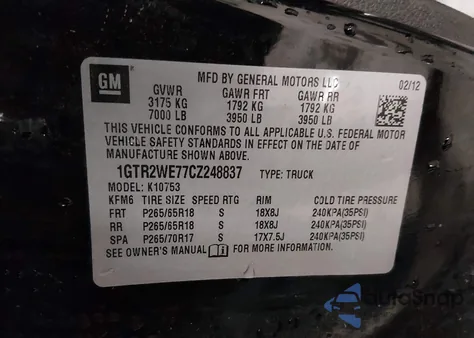 GM
MFD BY GENERAL MOTORS LLC 02/12
GVWR GAWR FRT GAWR RR
3175 KG 1792 KG 1792 KG
7000 LB 3950 LB 3950 LB
THIS VEHICLE CONFORMS TO ALL APPLICABLE U.S. FEDERAL MOTOR
VEHICLE SAFETY STANDARDS IN EFFECT ON THE DATE OF
MANUFACTURE SHOWN ABOVE.
1GTR2WE77CZ248837 TYPE: TRUCK
MODEL: K10753
KFM6 TIRE SIZE SPEED RTG RIM COLD TIRE PRESSURE
FRT P265/65R18 S 18X8J 240KPA(35PSI)
RR P265/65R18 S 18X8J 240KPA(35PSI)
SPA P265/70R17 S 17X7.5J 240KPA(35PSI)
SEE OWNER'S MANUAL FOR MORE INFORMATION.
AutoSnap